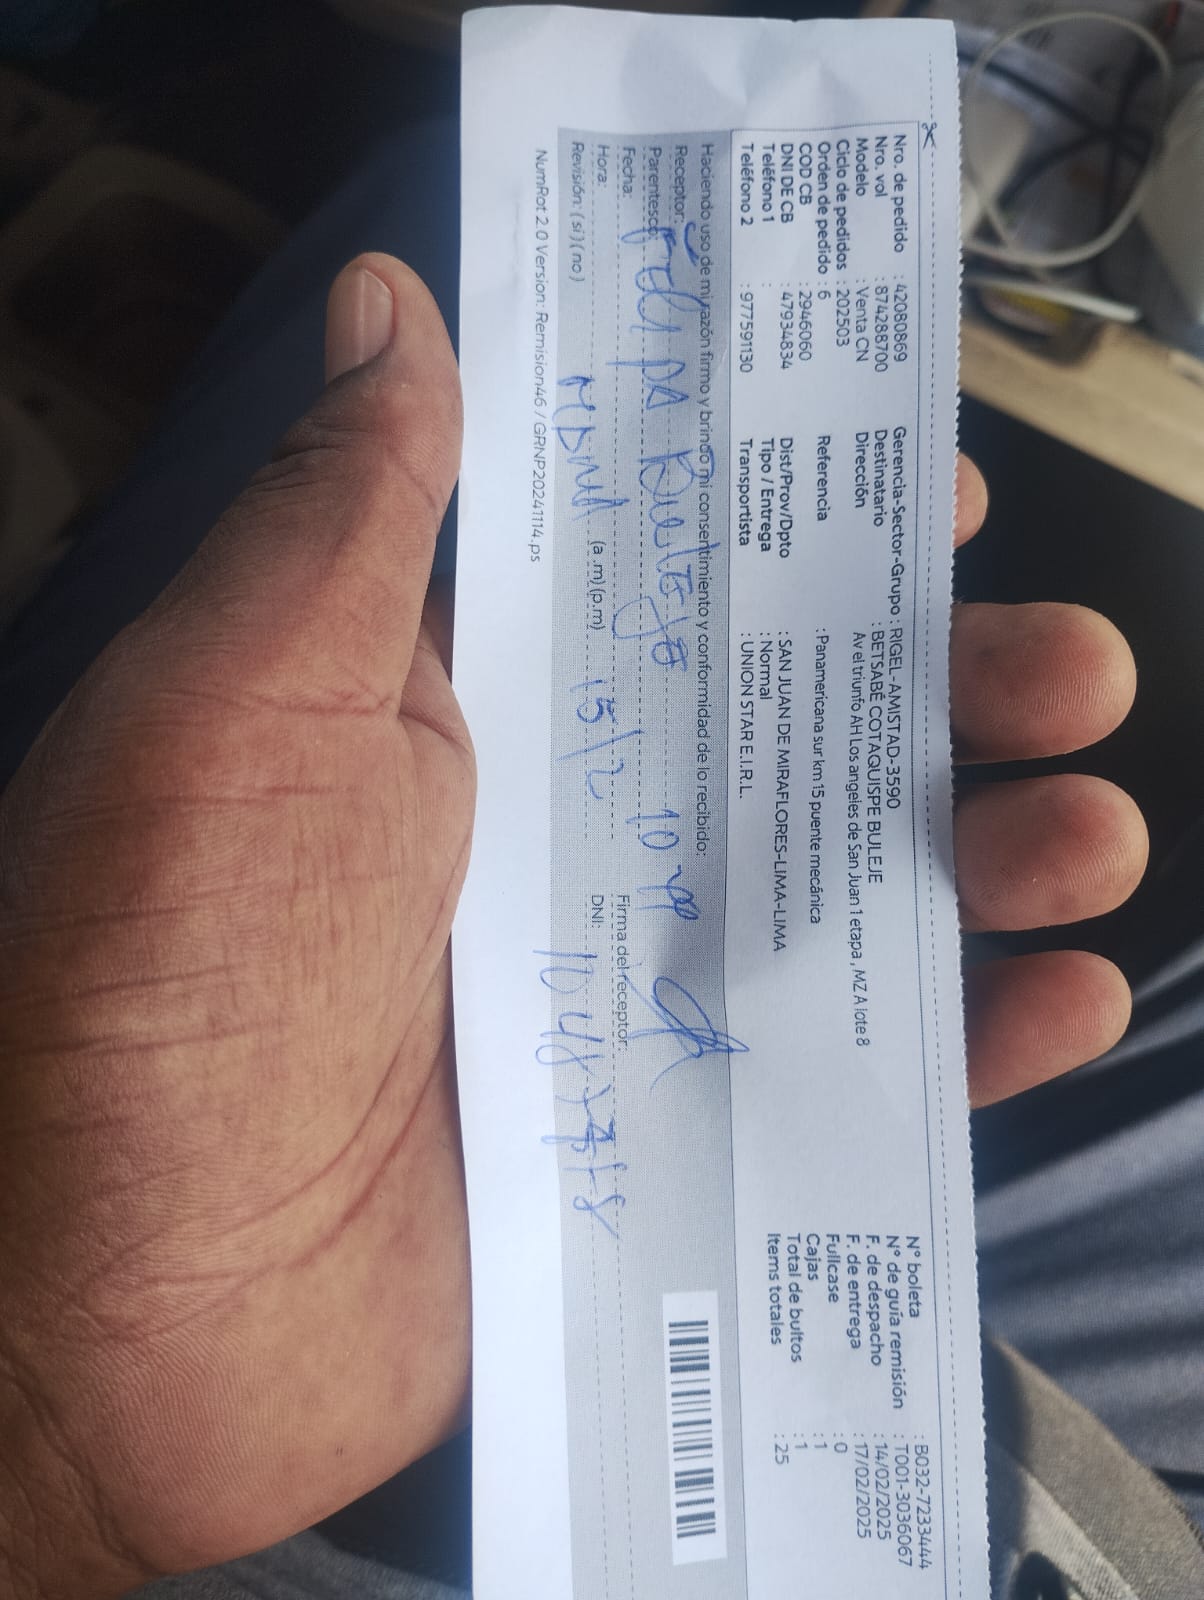 Nro. de pedido : 42080869
Nro. vol : 874288700
Modelo : Venta CN
Ciclo de pedidos : 202503
Orden de pedido : 6
COD CB : 2946060
DNI DE CB : 47934834
Teléfono 1 :
Teléfono 2 : 977591130
Gerencia-Sector-Grupo : RIGEL-AMISTAD-3590
Destinatario : BETSABÉ COTAQUISPE BULEJE
Dirección Av el triunfo AH Los angeles de San Juan 1 etapa, MZ A lote 8
Referencia : Panamericana sur km 15 puente mecánica
Dist/Prov/Dpto : SAN JUAN DE MIRAFLORES-LIMA-LIMA
Tipo / Entrega : Normal
Transportista : UNION STAR E.I.R.L.
N° boleta : B032-7233444
N° de guía remisión : T001-3036067
F. de despacho : 14/02/2025
F. de entrega : 17/02/2025
Fullcase : 0
Cajas : 1
Total de bultos : 1
Items totales : 25
Haciendo uso de mi razón firmo y brindo mi consentimiento y conformidad de lo recibido:
Receptor:
Parentesco:
Fecha:
Hora: (a.m)(p.m) 15/2
Revisión: (si)(no)
Firma del receptor:
DNI:
NumRot 2.0 Version: Remision46 / GRNP20241114.ps